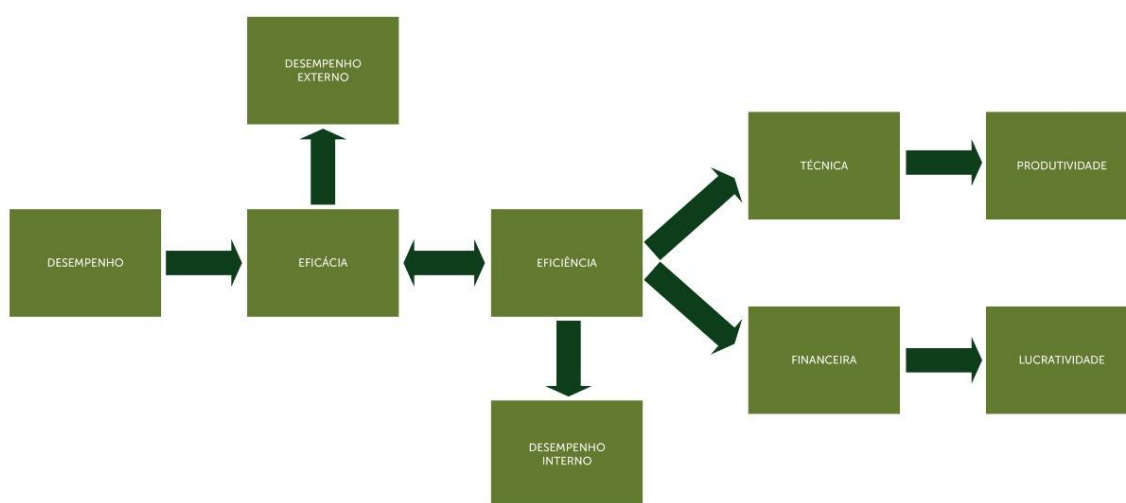 DESEMPENHO
EXTERNO
TÉCNICA
PRODUTIVIDADE
DESEMPENHO
EFICÁCIA
EFICIÊNCIA
FINANCEIRA
LUCRATIVIDADE
DESEMPENHO
INTERNO